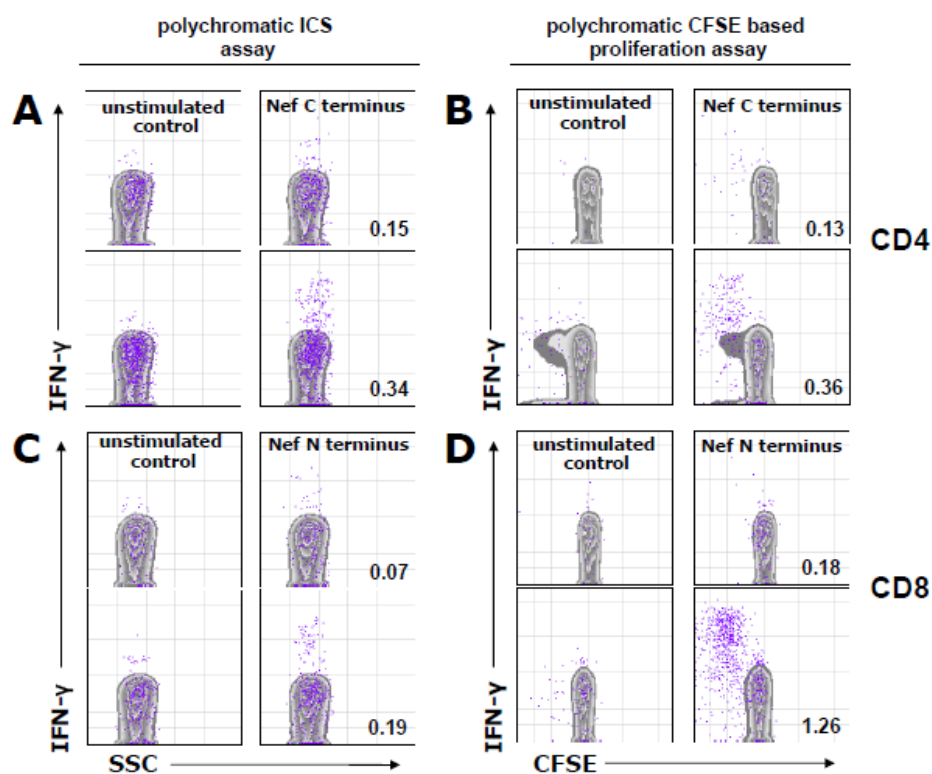 polychromatic ICS
assay
polychromatic CFSE based
proliferation assay
A
unstimulated
control
Nef C terminus
B
unstimulated
control
Nef C terminus
IFN-γ
0.15
IFN-γ
0.13
CD4
0.34
0.36
C
unstimulated
control
Nef N terminus
D
unstimulated
control
Nef N terminus
IFN-γ
0.07
IFN-γ
0.18
CD8
0.19
1.26
SSC
CFSE